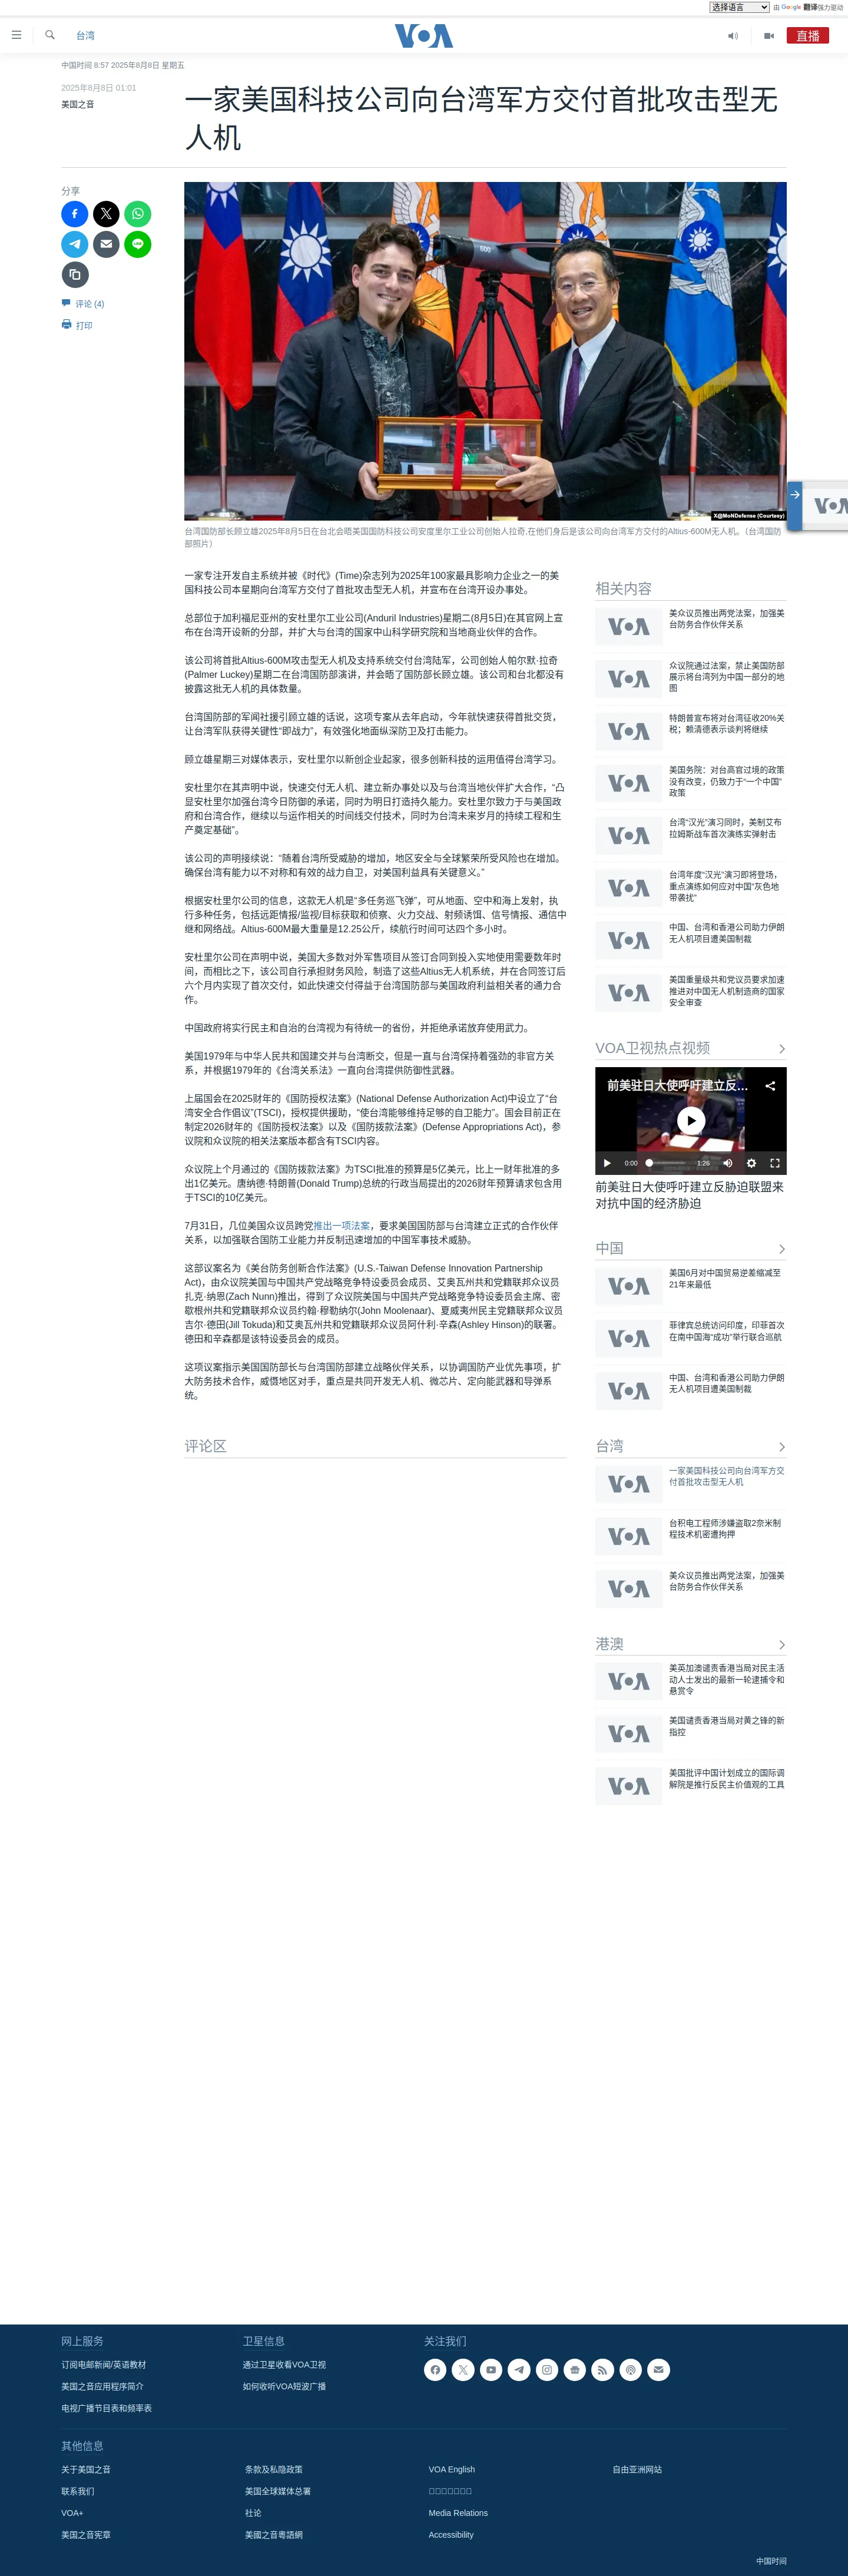 选择语言 由 Google 翻译强力驱动
台湾
VOA
直播
中国时间 8:57 2025年8月8日 星期五
2025年8月8日 01:01
美国之音
一家美国科技公司向台湾军方交付首批攻击型无
人机
分享
评论 (4)
打印
500
X@MoNDefense (Courtesy)
台湾国防部长顾立雄2025年8月5日在台北会晤美国国防科技公司安度里尔工业公司创始人拉奇,在他们身后是该公司向台湾军方交付的Altius-600M无人机。（台湾国防
部照片）
一家专注开发自主系统并被《时代》(Time)杂志列为2025年100家最具影响力企业之一的美
国科技公司本星期向台湾军方交付了首批攻击型无人机，并宣布在台湾开设办事处。
总部位于加利福尼亚州的安杜里尔工业公司(Anduril Industries)星期二(8月5日)在其官网上宣
布在台湾开设新的分部，并扩大与台湾的国家中山科学研究院和当地商业伙伴的合作。
该公司将首批Altius-600M攻击型无人机及支持系统交付台湾陆军，公司创始人帕尔默·拉奇
(Palmer Luckey)星期二在台湾国防部演讲，并会晤了国防部长顾立雄。该公司和台北都没有
披露这批无人机的具体数量。
台湾国防部的军闻社援引顾立雄的话说，这项专案从去年启动，今年就快速获得首批交货，
让台湾军队获得关键性“即战力”，有效强化地面纵深防卫及打击能力。
顾立雄星期三对媒体表示，安杜里尔以新创企业起家，很多创新科技的运用值得台湾学习。
安杜里尔在其声明中说，快速交付无人机、建立新办事处以及与台湾当地伙伴扩大合作，“凸
显安杜里尔加强台湾今日防御的承诺，同时为明日打造持久能力。安杜里尔致力于与美国政
府和台湾合作，继续以与运作相关的时间线交付技术，同时为台湾未来岁月的持续工程和生
产奠定基础”。
该公司的声明接续说：“随着台湾所受威胁的增加，地区安全与全球繁荣所受风险也在增加。
确保台湾有能力以不对称和有效的战力自卫，对美国利益具有关键意义。”
根据安杜里尔公司的信息，这款无人机是“多任务巡飞弹”，可从地面、空中和海上发射，执
行多种任务，包括远距情报/监视/目标获取和侦察、火力交战、射频诱饵、信号情报、通信中
继和网络战。Altius-600M最大重量是12.25公斤，续航行时间可达四个多小时。
安杜里尔公司在声明中说，美国大多数对外军售项目从签订合同到投入实地使用需要数年时
间，而相比之下，该公司自行承担财务风险，制造了这些Altius无人机系统，并在合同签订后
六个月内实现了首次交付，如此快速交付得益于台湾国防部与美国政府利益相关者的通力合
作。
中国政府将实行民主和自治的台湾视为有待统一的省份，并拒绝承诺放弃使用武力。
美国1979年与中华人民共和国建交并与台湾断交，但是一直与台湾保持着强劲的非官方关
系，并根据1979年的《台湾关系法》一直向台湾提供防御性武器。
上届国会在2025财年的《国防授权法案》(National Defense Authorization Act)中设立了“台
湾安全合作倡议”(TSCI)，授权提供援助，“使台湾能够维持足够的自卫能力”。国会目前正在
制定2026财年的《国防授权法案》以及《国防拨款法案》(Defense Appropriations Act)，参
议院和众议院的相关法案版本都含有TSCI内容。
众议院上个月通过的《国防拨款法案》为TSCI批准的预算是5亿美元，比上一财年批准的多
出1亿美元。唐纳德·特朗普(Donald Trump)总统的行政当局提出的2026财年预算请求包含用
于TSCI的10亿美元。
7月31日，几位美国众议员跨党推出一项法案，要求美国国防部与台湾建立正式的合作伙伴
关系，以加强联合国防工业能力并反制迅速增加的中国军事技术威胁。
这部议案名为《美台防务创新合作法案》(U.S.-Taiwan Defense Innovation Partnership
Act)，由众议院美国与中国共产党战略竞争特设委员会成员、艾奥瓦州共和党籍联邦众议员
扎克·纳恩(Zach Nunn)推出，得到了众议院美国与中国共产党战略竞争特设委员会主席、密
歇根州共和党籍联邦众议员约翰·穆勒纳尔(John Moolenaar)、夏威夷州民主党籍联邦众议员
吉尔·德田(Jill Tokuda)和艾奥瓦州共和党籍联邦众议员阿什利·辛森(Ashley Hinson)的联署。
德田和辛森都是该特设委员会的成员。
这项议案指示美国国防部长与台湾国防部建立战略伙伴关系，以协调国防产业优先事项，扩
大防务技术合作，威慑地区对手，重点是共同开发无人机、微芯片、定向能武器和导弹系
统。
评论区
相关内容
美众议员推出两党法案，加强美
台防务合作伙伴关系
众议院通过法案，禁止美国防部
展示将台湾列为中国一部分的地
图
特朗普宣布将对台湾征收20%关
税；赖清德表示谈判将继续
美国务院：对台高官过境的政策
没有改变，仍致力于“一个中国”
政策
台湾“汉光”演习同时，美制艾布
拉姆斯战车首次演练实弹射击
台湾年度“汉光”演习即将登场，
重点演练如何应对中国“灰色地
带袭扰”
中国、台湾和香港公司助力伊朗
无人机项目遭美国制裁
美国重量级共和党议员要求加速
推进对中国无人机制造商的国家
安全审查
VOA卫视热点视频
前美驻日大使呼吁建立反…
0:00 1:26
前美驻日大使呼吁建立反胁迫联盟来
对抗中国的经济胁迫
中国
美国6月对中国贸易逆差缩减至
21年来最低
菲律宾总统访问印度，印菲首次
在南中国海“成功”举行联合巡航
中国、台湾和香港公司助力伊朗
无人机项目遭美国制裁
台湾
一家美国科技公司向台湾军方交
付首批攻击型无人机
台积电工程师涉嫌盗取2奈米制
程技术机密遭拘押
美众议员推出两党法案，加强美
台防务合作伙伴关系
港澳
美英加澳谴责香港当局对民主活
动人士发出的最新一轮逮捕令和
悬赏令
美国谴责香港当局对黄之锋的新
指控
美国批评中国计划成立的国际调
解院是推行反民主价值观的工具
网上服务
订阅电邮新闻/英语教材
美国之音应用程序简介
电视广播节目表和频率表
卫星信息
通过卫星收看VOA卫视
如何收听VOA短波广播
关注我们
其他信息
关于美国之音
联系我们
VOA+
美国之音宪章
条款及私隐政策
美国全球媒体总署
社论
美國之音粵語網
VOA English
Media Relations
Accessibility
自由亚洲网站
中国时间